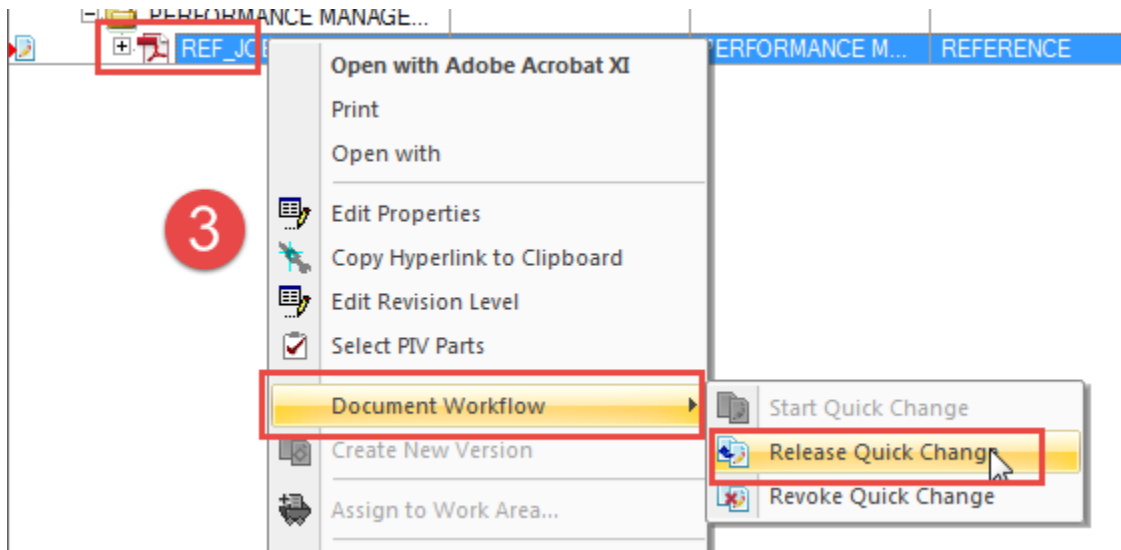 PERFORMANCE MANAGE...
REF_JO PERFORMANCE M... REFERENCE
Open with Adobe Acrobat XI
Print
Open with
3
Edit Properties
Copy Hyperlink to Clipboard
Edit Revision Level
Select PIV Parts
Document Workflow
Start Quick Change
Create New Version
Release Quick Change
Assign to Work Area...
Revoke Quick Change